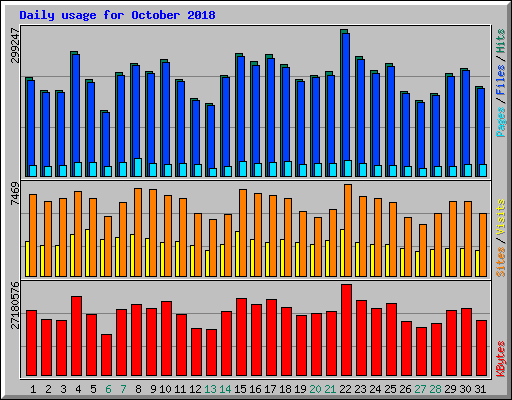 Daily usage for October 2018
299247
Pages / Files / Hits
7469
Sites / Visits
27180576
KBytes
1 2 3 4 5 6 7 8 9 10 11 12 13 14 15 16 17 18 19 20 21 22 23 24 25 26 27 28 29 30 31